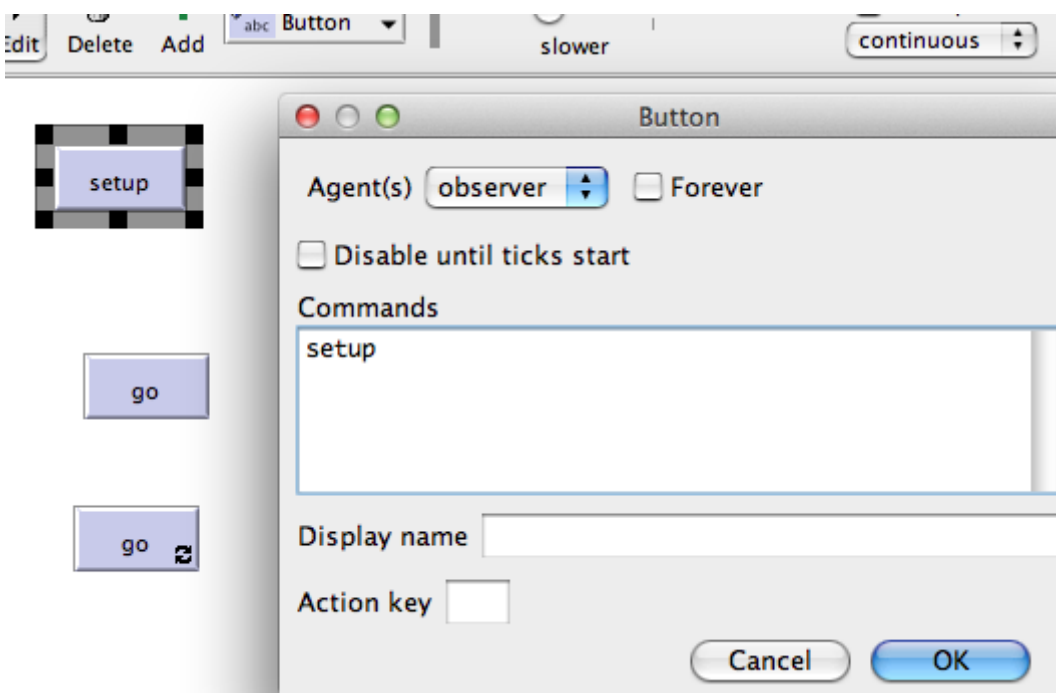 Edit Delete Add abc Button slower continuous
Button
setup
Agent(s) observer Forever
Disable until ticks start
Commands
setup
go
go
Display name
Action key
Cancel OK